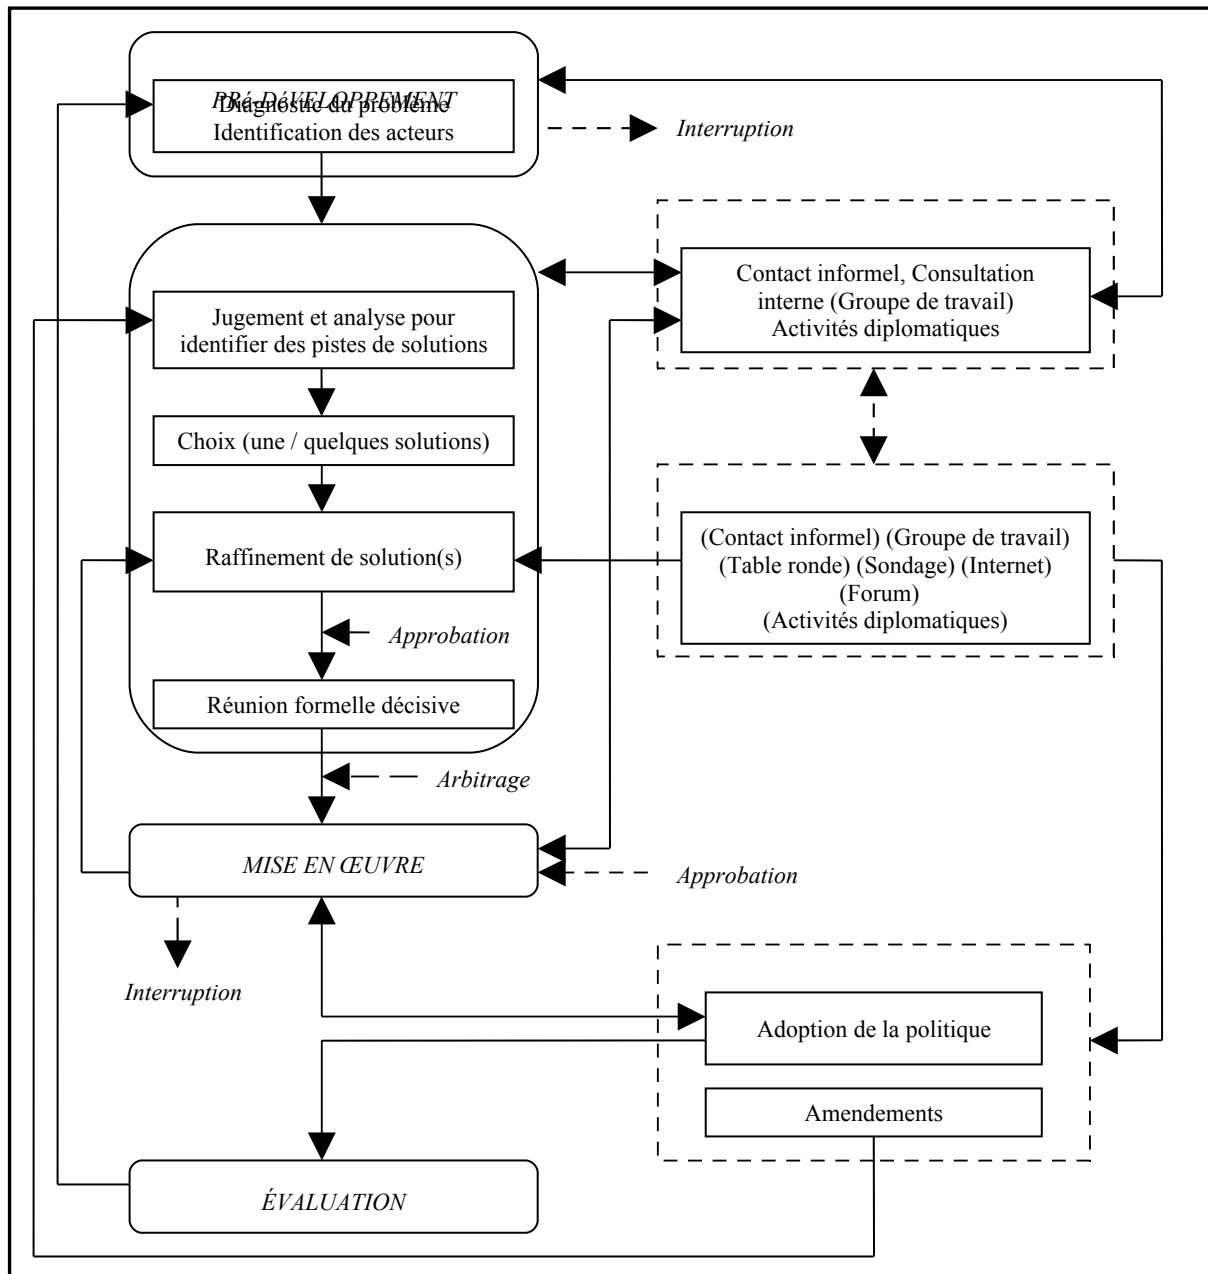 PRé-DéVELOPPEMENT
Diagnostic du problème
Identification des acteurs
Interruption
Contact informel, Consultation
interne (Groupe de travail)
Activités diplomatiques
Jugement et analyse pour
identifier des pistes de solutions
Choix (une / quelques solutions)
Raffinement de solution(s)
(Contact informel) (Groupe de travail)
(Table ronde) (Sondage) (Internet)
(Forum)
(Activités diplomatiques)
Approbation
Réunion formelle décisive
Arbitrage
MISE EN ŒUVRE
Approbation
Interruption
Adoption de la politique
Amendements
ÉVALUATION